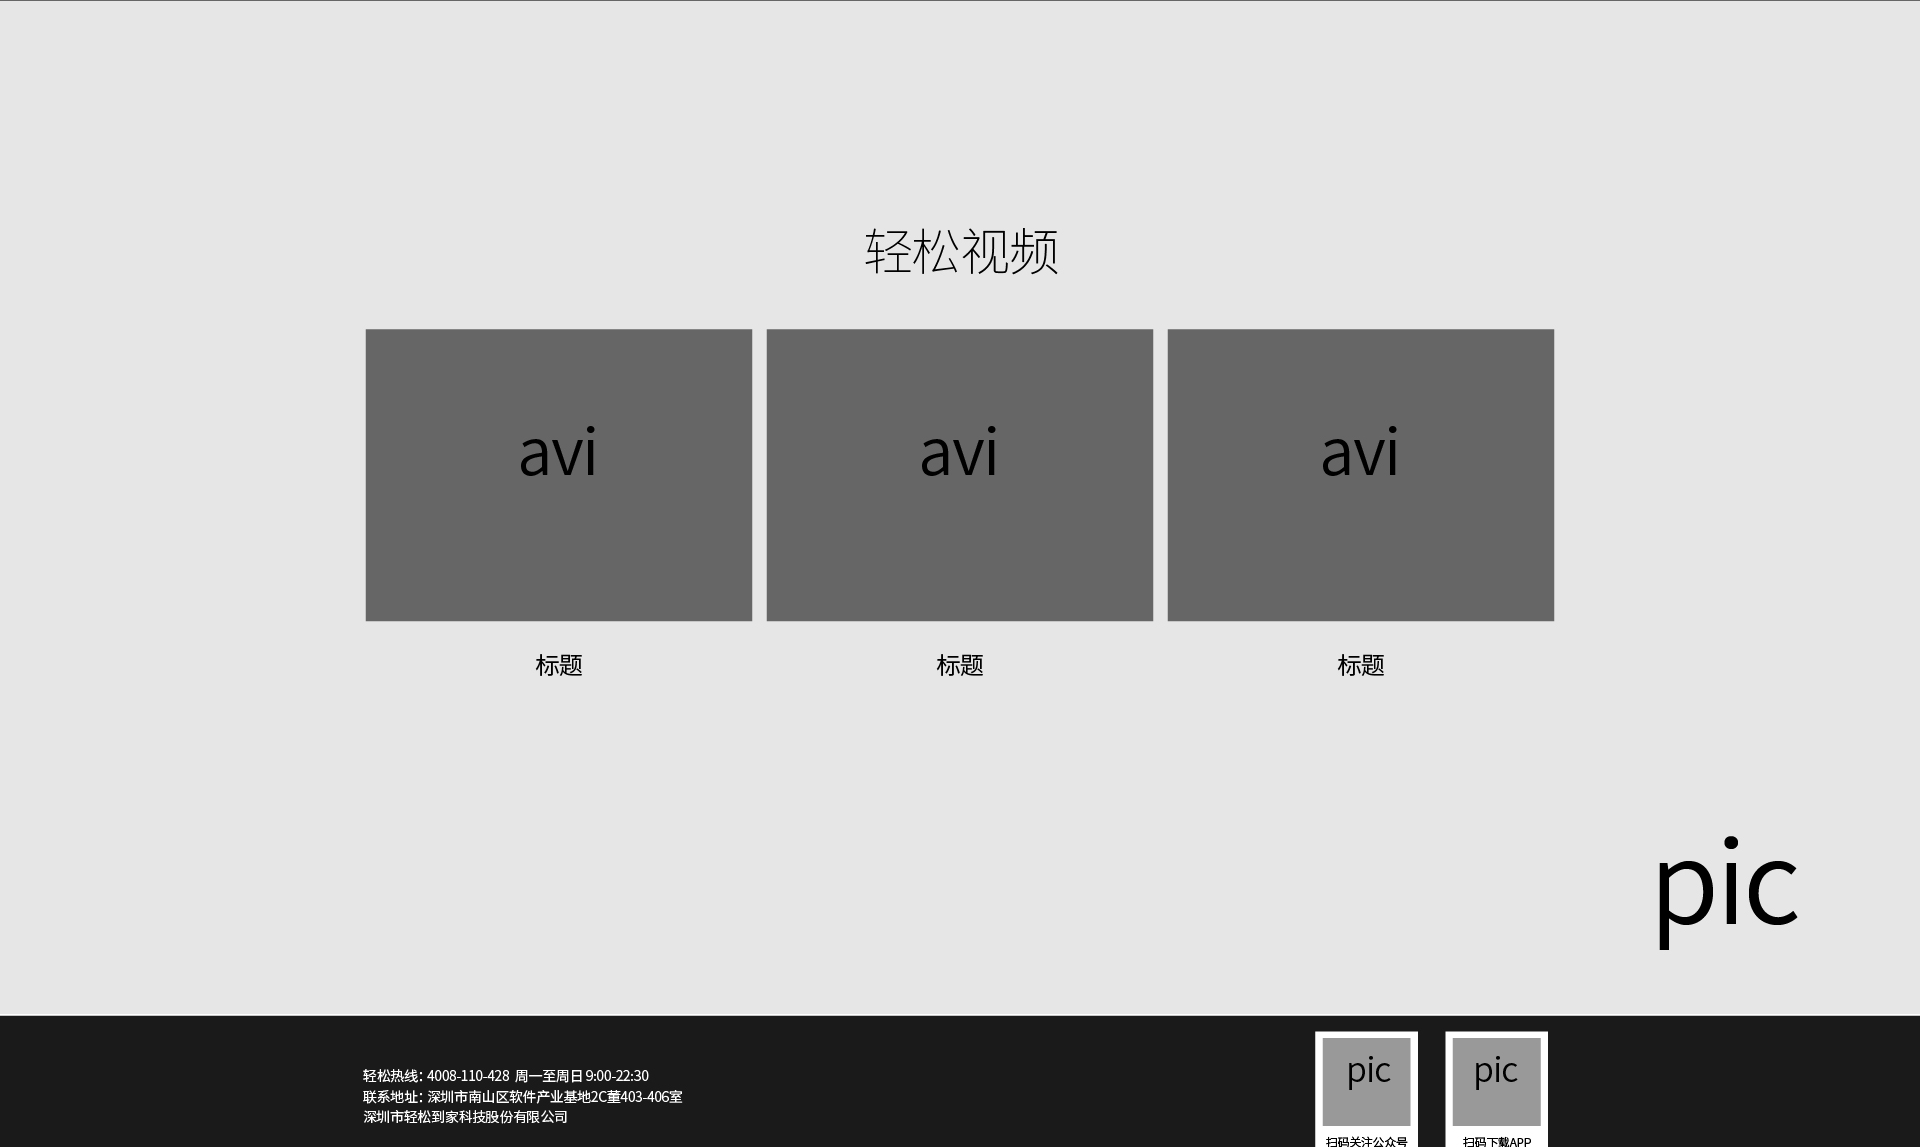 轻松视频
avi avi avi
标题 标题 标题
pic
轻松热线：4008-110-428 周一至周日 9:00-22:30
联系地址：深圳市南山区软件产业基地2C董403-406室
深圳市轻松到家科技股份有限公司
pic pic
扫码关注公众号 扫码下载APP